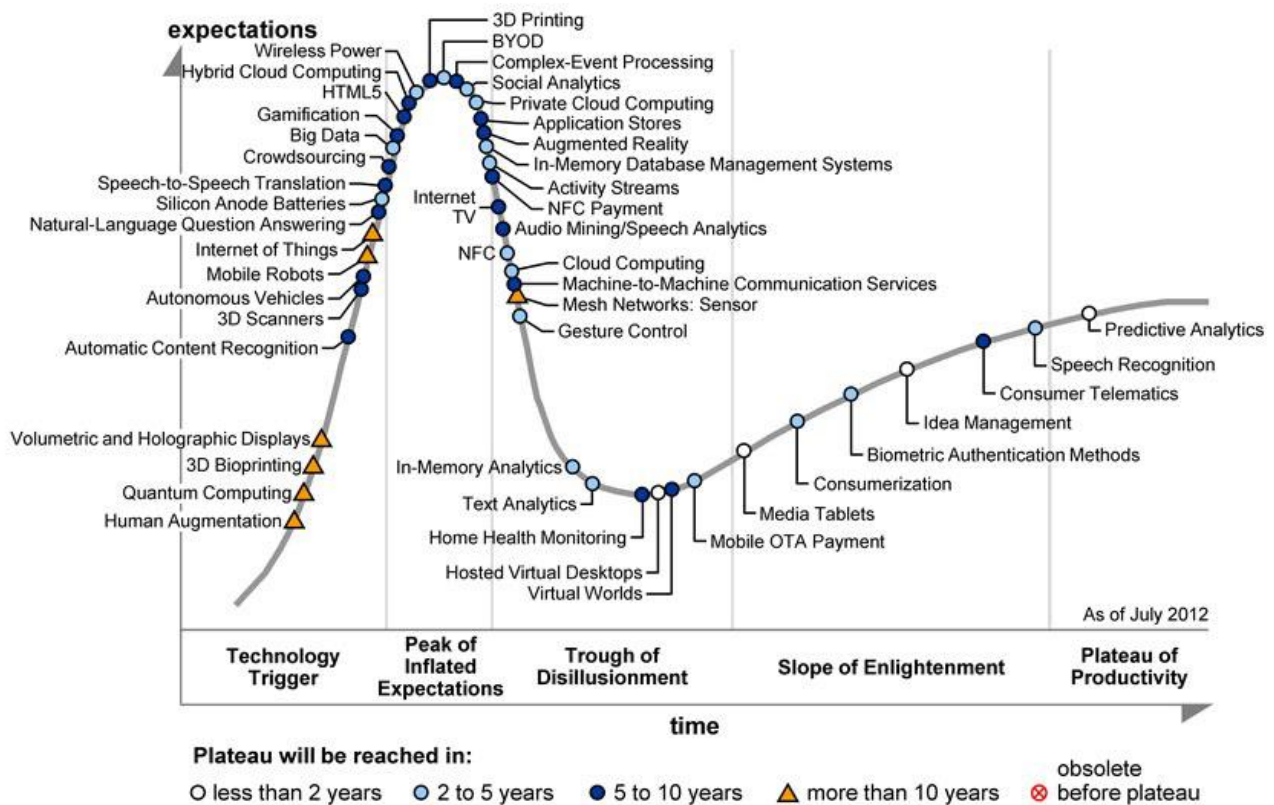 expectations
3D Printing
BYOD
Wireless Power
Complex-Event Processing
Hybrid Cloud Computing
Social Analytics
HTML5
Private Cloud Computing
Gamification
Application Stores
Big Data
Augmented Reality
Crowdsourcing
In-Memory Database Management Systems
Speech-to-Speech Translation
Activity Streams
Silicon Anode Batteries
Internet
TV
NFC Payment
Natural-Language Question Answering
Audio Mining/Speech Analytics
Internet of Things
NFC
Cloud Computing
Mobile Robots
Machine-to-Machine Communication Services
Autonomous Vehicles
Mesh Networks: Sensor
3D Scanners
Gesture Control
Automatic Content Recognition
Predictive Analytics
Speech Recognition
Consumer Telematics
Idea Management
Volumetric and Holographic Displays
Biometric Authentication Methods
3D Bioprinting
In-Memory Analytics
Consumerization
Quantum Computing
Text Analytics
Media Tablets
Human Augmentation
Home Health Monitoring
Mobile OTA Payment
Hosted Virtual Desktops
Virtual Worlds
As of July 2012
Technology
Trigger
Peak of
Inflated
Expectations
Trough of
Disillusionment
Slope of Enlightenment
Plateau of
Productivity
time
Plateau will be reached in:
less than 2 years
2 to 5 years
5 to 10 years
more than 10 years
obsolete
before plateau